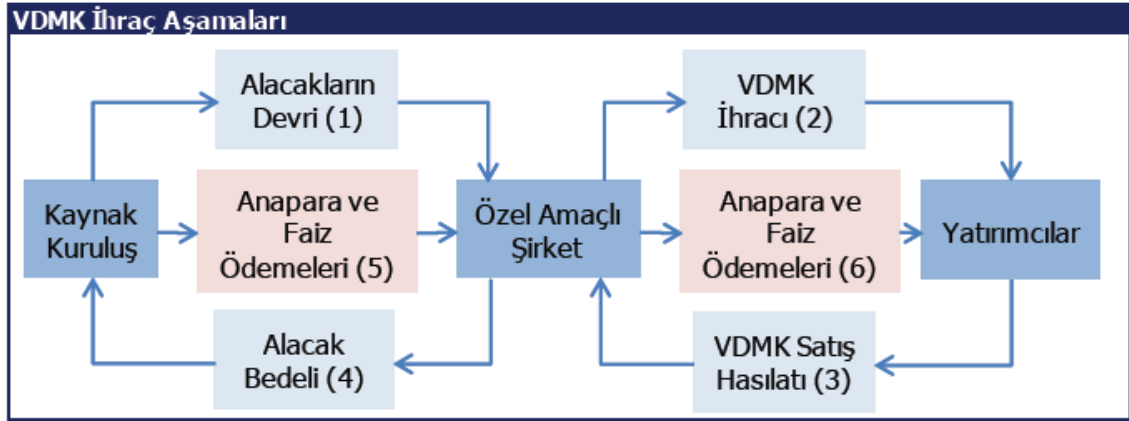 VDMK İhraç Aşamaları
Alacakların
Devri (1)
VDMK
İhracı (2)
Kaynak
Kuruluş
Anapara ve
Faiz
Ödemeleri (5)
Özel Amaçlı
Şirket
Anapara ve
Faiz
Ödemeleri (6)
Yatırımcılar
Alacak
Bedeli (4)
VDMK Satış
Hasılatı (3)